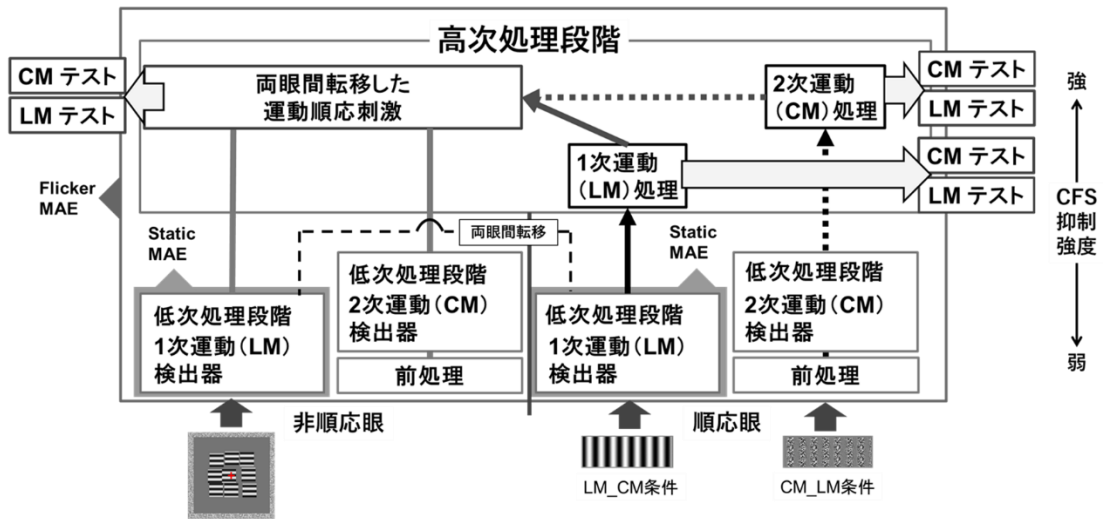 高次処理段階
CM テスト
LM テスト
両眼間転移した
運動順応刺激
2次運動
(CM)処理
CM テスト
LM テスト
強
1次運動
(LM)処理
CM テスト
LM テスト
Flicker
MAE
CFS
抑制
強度
Static
MAE
両眼間転移
Static
MAE
低次処理段階
1次運動(LM)
検出器
低次処理段階
2次運動(CM)
検出器
前処理
低次処理段階
1次運動(LM)
検出器
低次処理段階
2次運動(CM)
検出器
前処理
弱
非順応眼
順応眼
LM_CM条件
CM_LM条件